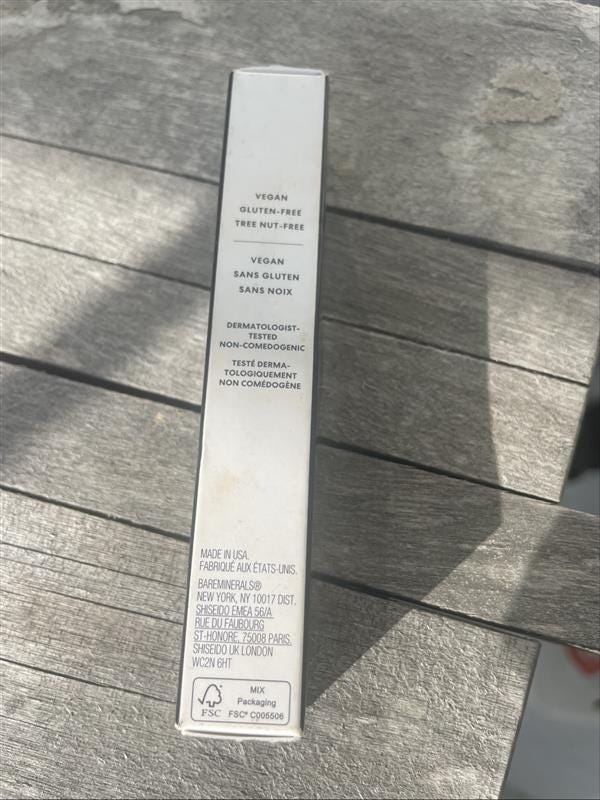 VEGAN
GLUTEN-FREE
TREE NUT-FREE
VEGAN
SANS GLUTEN
SANS NOIX
DERMATOLOGIST-
TESTED
NON-COMEDOGENIC
TESTÉ DERMA-
TOLOGIQUEMENT
NON COMÉDOGÈNE
MADE IN USA.
FABRIQUÉ AUX ÉTATS-UNIS.
BAREMINERALS®
NEW YORK, NY 10017 DIST.
SHISEIDO EMEA 56/A
RUE DU FAUBOURG
ST-HONORE, 75008 PARIS.
SHISEIDO UK LONDON
WC2N 6HT
MIX
Packaging
FSC FSC® C005506